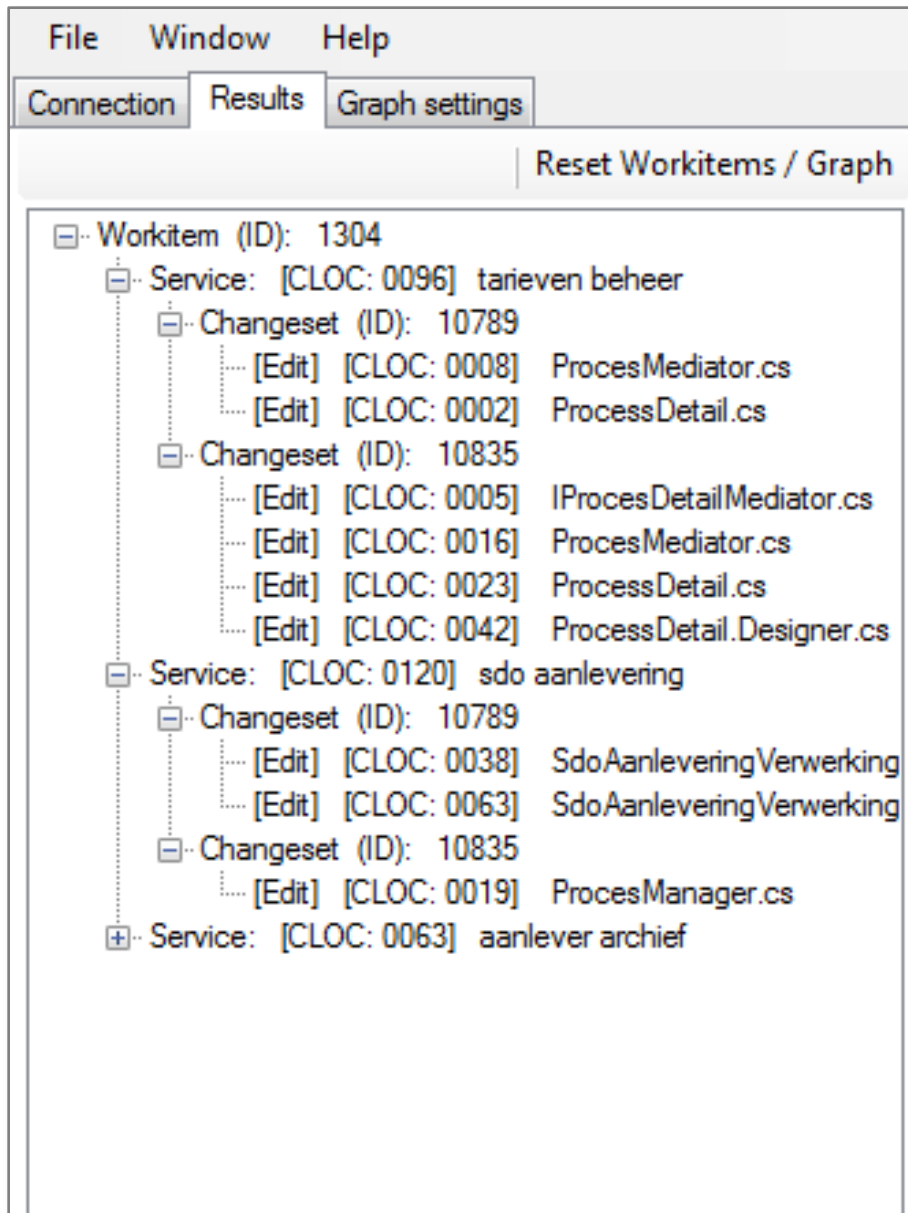 File Window Help
Connection Results Graph settings
Reset Workitems / Graph
Workitem (ID): 1304
Service: [CLOC: 0096] tarieven beheer
Changeset (ID): 10789
[Edit] [CLOC: 0008] ProcesMediator.cs
[Edit] [CLOC: 0002] ProcessDetail.cs
Changeset (ID): 10835
[Edit] [CLOC: 0005] IProcesDetailMediator.cs
[Edit] [CLOC: 0016] ProcesMediator.cs
[Edit] [CLOC: 0023] ProcessDetail.cs
[Edit] [CLOC: 0042] ProcessDetail.Designer.cs
Service: [CLOC: 0120] sdo aanlevering
Changeset (ID): 10789
[Edit] [CLOC: 0038] SdoAanleveringVerwerking
[Edit] [CLOC: 0063] SdoAanleveringVerwerking
Changeset (ID): 10835
[Edit] [CLOC: 0019] ProcesManager.cs
Service: [CLOC: 0063] aanlever archief